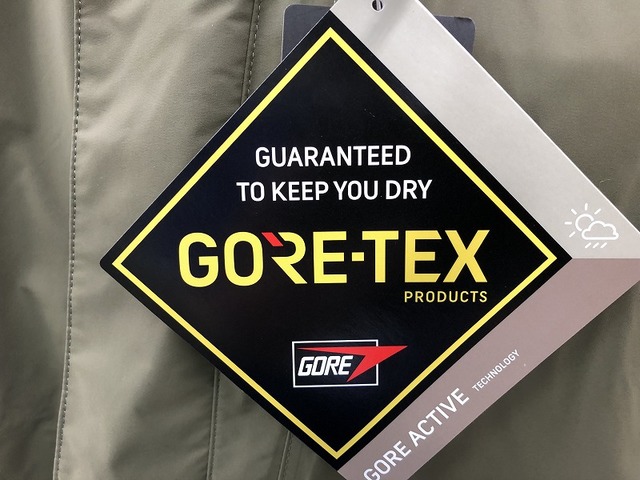 GUARANTEED
TO KEEP YOU DRY
GORE-TEX
PRODUCTS
GORE
GORE ACTIVE TECHNOLOGY